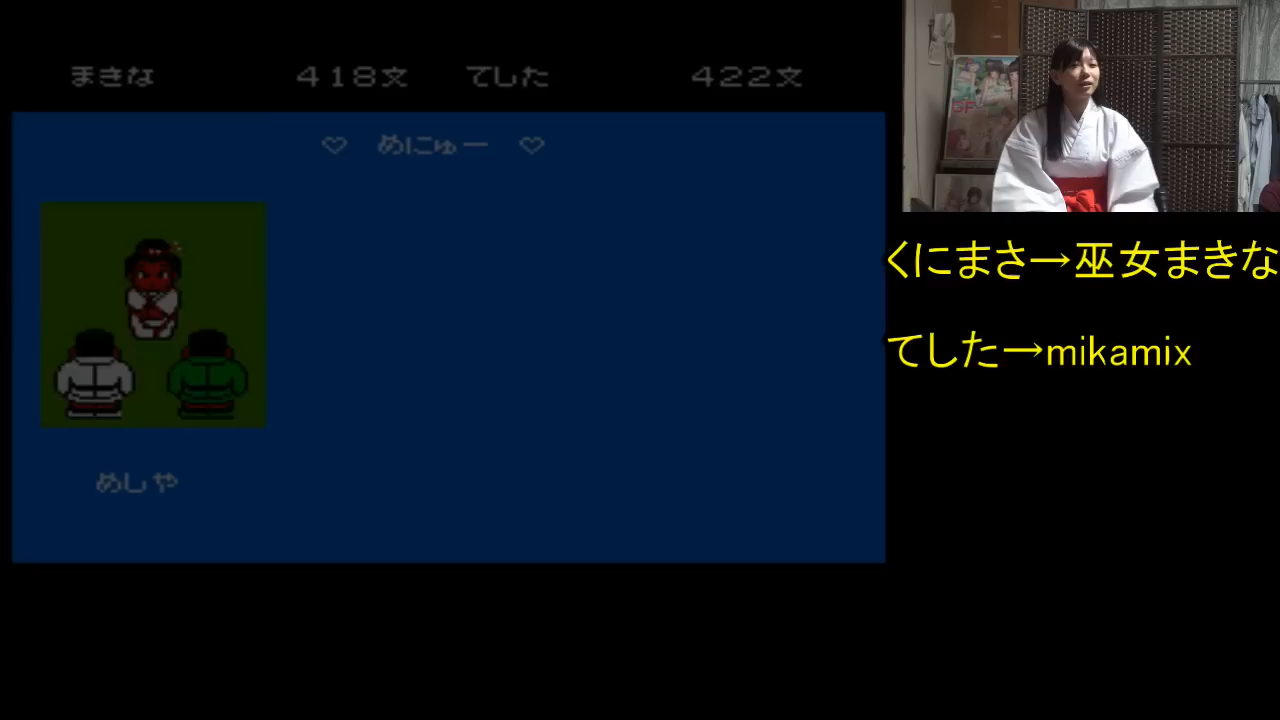 まきな 418文 てした 422文
♡ めにゅー ♡
めしや
くにまさ→巫女まきな
てした→mikamix